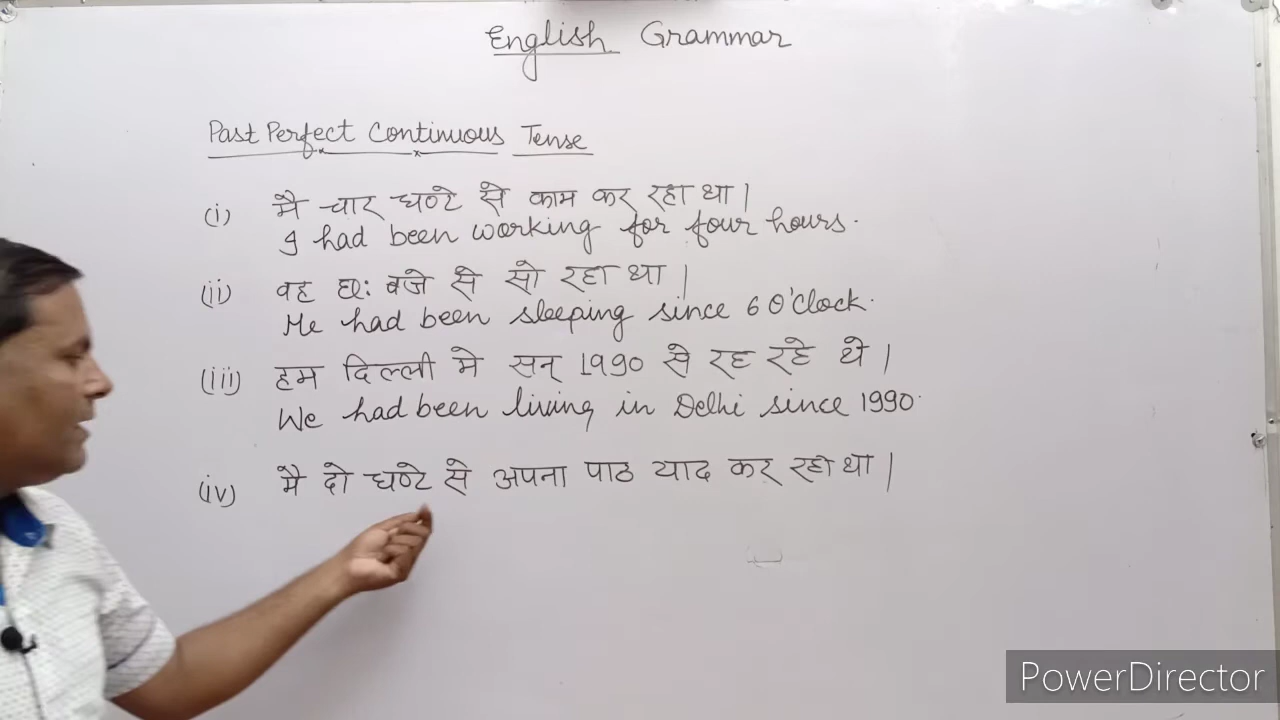 English Grammar
Past Perfect Continuous Tense
(i) मै चार घण्टे से काम कर रहा था |
I had been working for four hours.
(ii) वह छः बजे से सो रहा था |
He had been sleeping since 6 O'Clock.
(iii) हम दिल्ली मे सन् 1990 से रह रहे थे |
We had been living in Delhi since 1990.
(iv) मै दो घण्टे से अपना पाठ याद कर रहा था |
PowerDirector